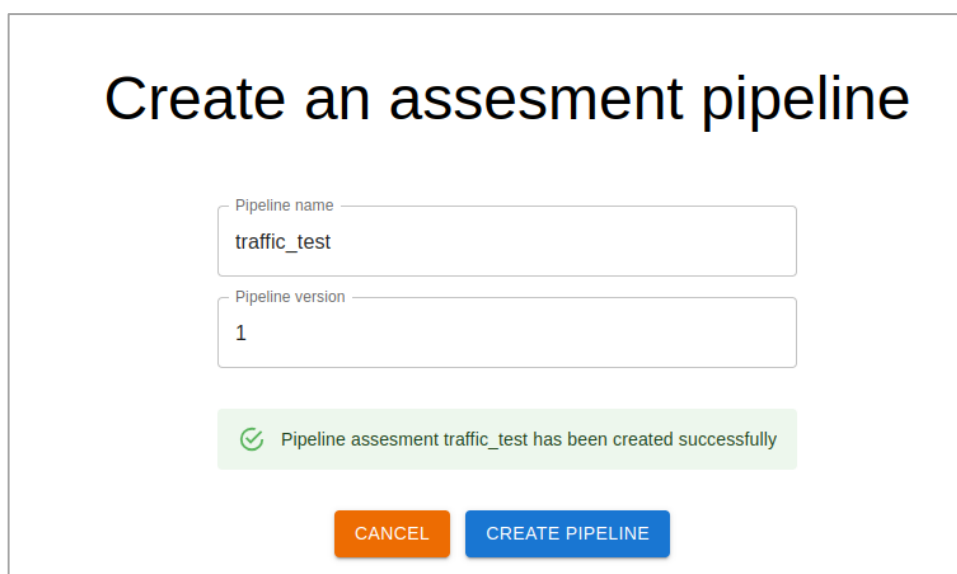 Create an assesment pipeline
Pipeline name
traffic_test
Pipeline version
1
Pipeline assesment traffic_test has been created successfully
CANCEL
CREATE PIPELINE